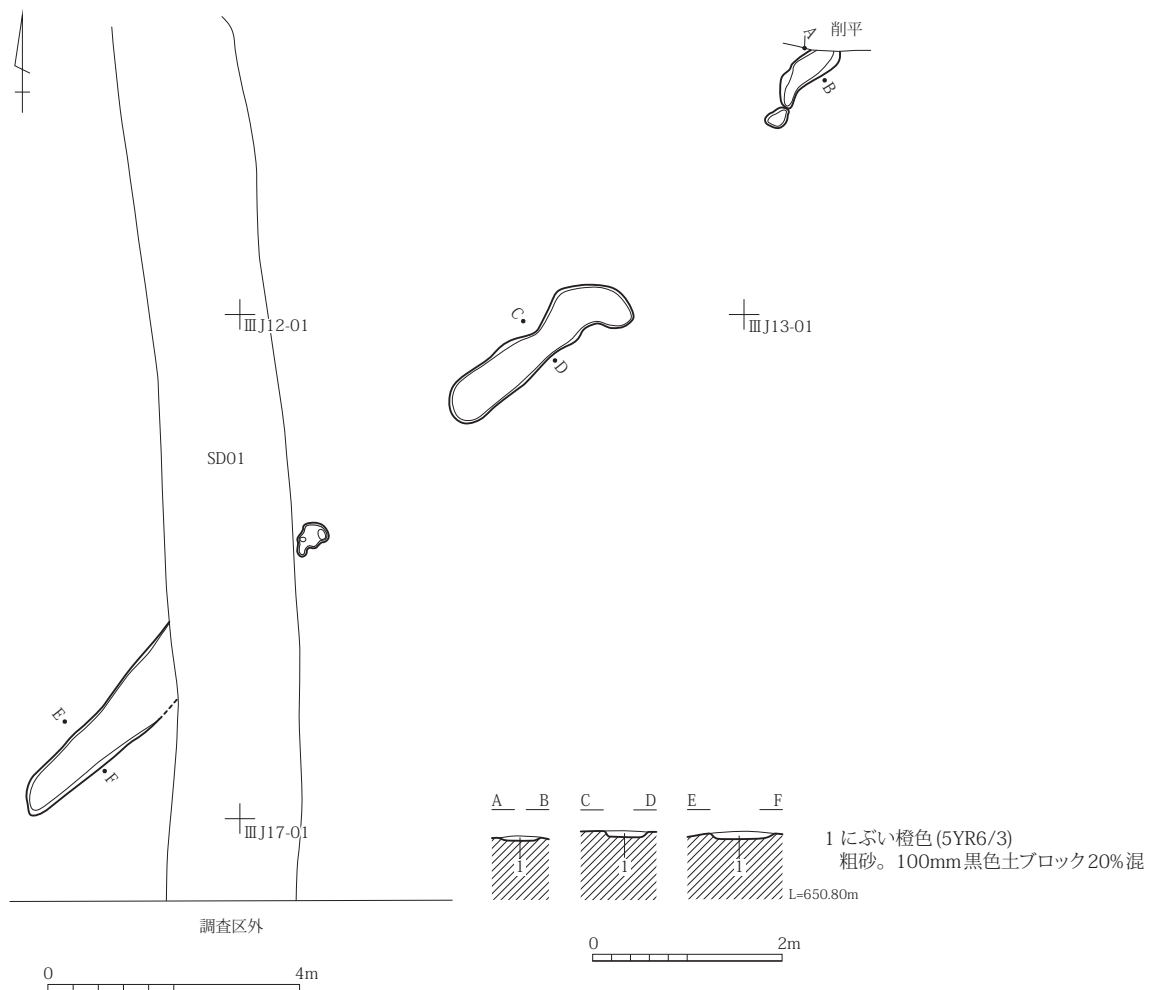 A 削平
B
C
ⅢJ12-01
ⅢJ13-01
D
SD01
E
F
ⅢJ17-01
A B C D E F
1 1 1
L=650.80m
1 にぶい橙色(5YR6/3)
粗砂。100mm黒色土ブロック20%混
調査区外
0 2m
0 4m